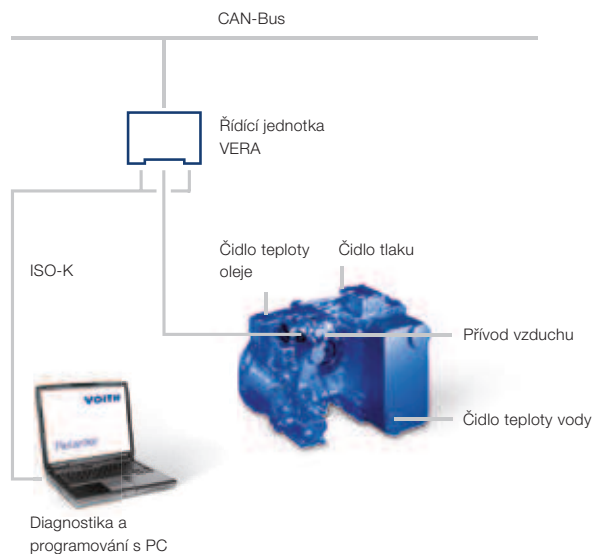 CAN-Bus
Řídící jednotka
VERA
Čidlo teploty
oleje
Čidlo tlaku
ISO-K
Přívod vzduchu
VOITH
Retarder
Čidlo teploty vody
Diagnostika a
programování s PC